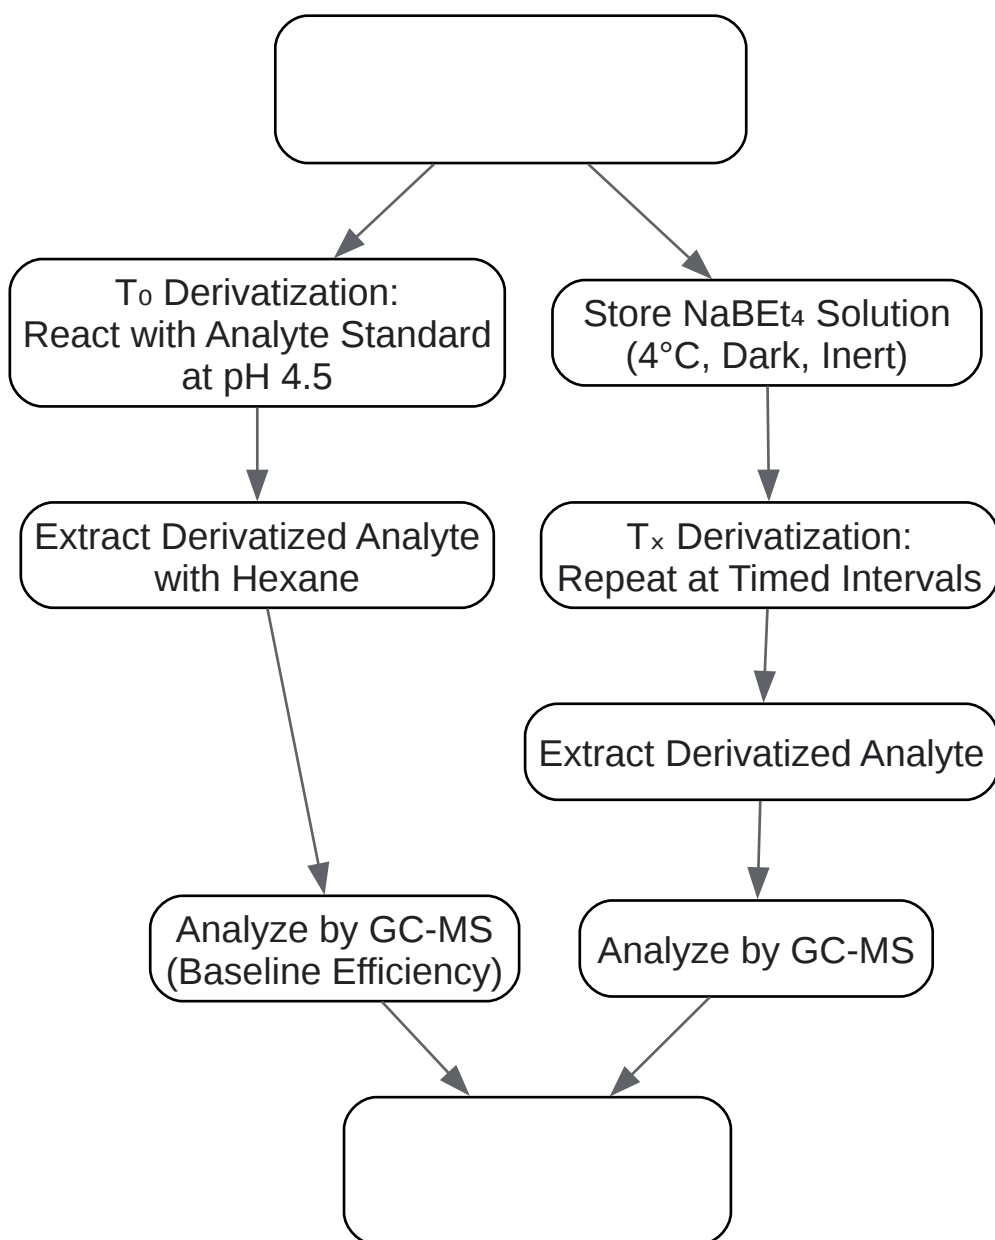 T₀ Derivatization:
React with Analyte Standard
at pH 4.5
Store NaBEt₄ Solution
(4°C, Dark, Inert)
Extract Derivatized Analyte
with Hexane
Tₓ Derivatization:
Repeat at Timed Intervals
Extract Derivatized Analyte
Analyze by GC-MS
(Baseline Efficiency)
Analyze by GC-MS